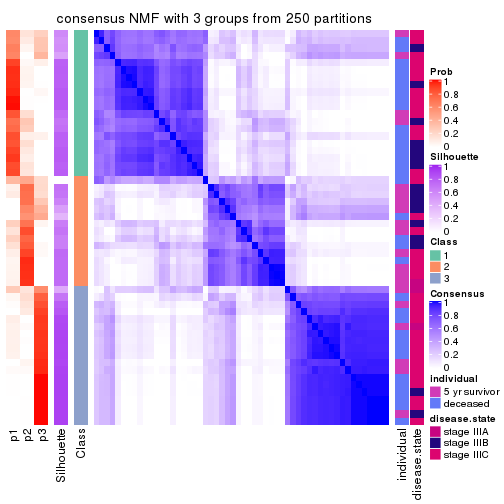 consensus NMF with 3 groups from 250 partitions
Prob
1
0.8
0.6
0.4
0.2
0
Silhouette
1
0.8
0.6
0.4
0.2
0
Class
1
2
3
Consensus
1
0.8
0.6
0.4
0.2
0
individual
5 yr survivor
deceased
disease.state
stage IIIA
stage IIIB
stage IIIC
p1
p2
p3
Silhouette
Class
individual
disease.state